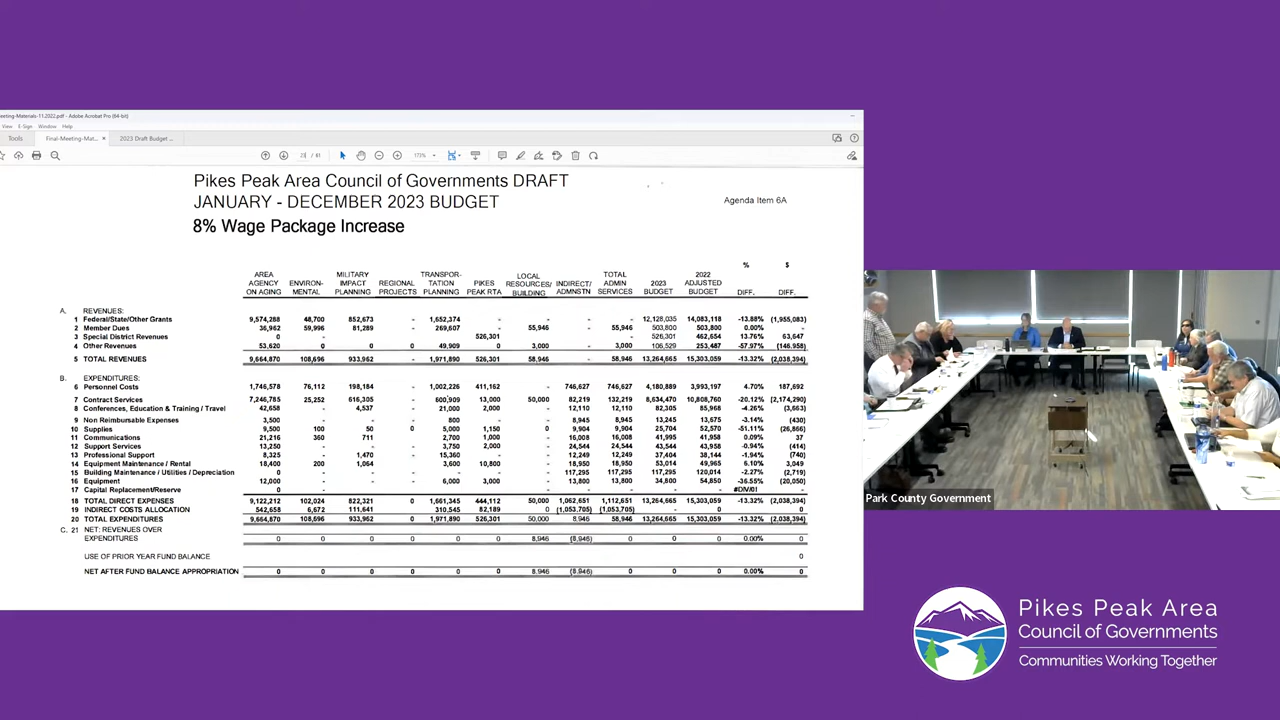 eeting-Materials-11.2022.pdf - Adobe Acrobat Pro (64-bit)
View E-Sign Window Help
Tools Final-Meeting-Mat... × 2023 Draft Budget ...
23 / 81 173%
Pikes Peak Area Council of Governments DRAFT
JANUARY - DECEMBER 2023 BUDGET
Agenda Item 6A
8% Wage Package Increase
AREA AGENCY ON AGING
ENVIRON-MENTAL
MILITARY IMPACT PLANNING
REGIONAL PROJECTS
TRANSPOR-TATION PLANNING
PIKES PEAK RTA
LOCAL RESOURCES/ BUILDING
INDIRECT/ ADMNSTN
TOTAL ADMIN SERVICES
2023 BUDGET
2022 ADJUSTED BUDGET
% DIFF.
$ DIFF.
A. REVENUES:
1 Federal/State/Other Grants 9,574,288 48,700 852,673 - 1,652,374 - - - 12,128,035 14,083,118 -13.88% (1,955,083)
2 Member Dues 36,962 59,996 81,289 - 269,607 55,946 - 55,946 503,800 503,800 0.00% -
3 Special District Revenues - - - - - 526,301 - - - 526,301 462,654 13.76% 63,647
4 Other Revenues 53,620 0 0 - 49,909 0 3,000 - 3,000 106,529 253,487 -57.97% (146,958)
5 TOTAL REVENUES 9,664,870 108,696 933,962 - 1,971,890 526,301 58,946 - 58,946 13,264,665 15,303,059 -13.32% (2,038,394)
B. EXPENDITURES:
6 Personnel Costs 1,746,578 76,112 198,184 - 1,002,226 411,162 746,627 746,627 4,180,889 3,993,197 4.70% 187,692
7 Contract Services 7,246,785 25,252 616,305 - 600,909 13,000 50,000 82,219 132,219 8,634,470 10,808,760 -20.12% (2,174,290)
8 Conferences, Education & Training / Travel 42,658 4,537 - 21,000 2,000 12,110 12,110 82,305 85,968 -4.26% (3,663)
9 Non Reimbursable Expenses 3,500 - - - 800 - - 8,945 8,945 13,245 13,675 -3.14% (430)
10 Supplies 9,500 100 50 0 5,000 1,150 0 9,904 9,904 25,704 52,570 -51.11% (26,866)
11 Communications 21,216 360 711 2,700 1,000 - 16,008 16,008 41,995 41,958 0.09% 37
12 Support Services 13,250 - - - 3,750 2,000 - 24,544 24,544 43,544 43,958 -0.94% (414)
13 Professional Support 8,325 1,470 - 15,360 - 12,249 12,249 37,404 38,144 -1.94% (740)
14 Equipment Maintenance / Rental 18,400 200 1,064 - 3,600 10,800 - 18,950 18,950 53,014 49,965 6.10% 3,049
15 Building Maintenance / Utilities / Depreciation 0 - - - - - - 117,295 117,295 117,295 120,014 -2.27% (2,719)
16 Equipment 12,000 - - - 6,000 3,000 - 13,800 13,800 34,800 54,850 -36.55% (20,050)
17 Capital Replacement/Reserve 0 - - - - - - - - - - #DIV/0! -
18 TOTAL DIRECT EXPENSES 9,122,212 102,024 822,321 0 1,661,345 444,112 50,000 1,062,651 1,112,651 13,264,665 15,303,059 -13.32% (2,038,394)
19 INDIRECT COSTS ALLOCATION 542,658 6,672 111,641 310,545 82,189 0 (1,053,705) (1,053,705) - 0 0
20 TOTAL EXPENDITURES 9,664,870 108,696 933,962 0 1,971,890 526,301 50,000 8,946 58,946 13,264,665 15,303,059 -13.32% (2,038,394)
C. 21 NET: REVENUES OVER
EXPENDITURES 0 0 0 0 0 0 8,946 (8,946) 0 0 0 0.00% 0
USE OF PRIOR YEAR FUND BALANCE 0
NET AFTER FUND BALANCE APPROPRIATION 0 0 0 0 0 0 8,946 (8,946) 0 0 0 0.00% 0
Park County Government
Pikes Peak Area
Council of Governments
Communities Working Together